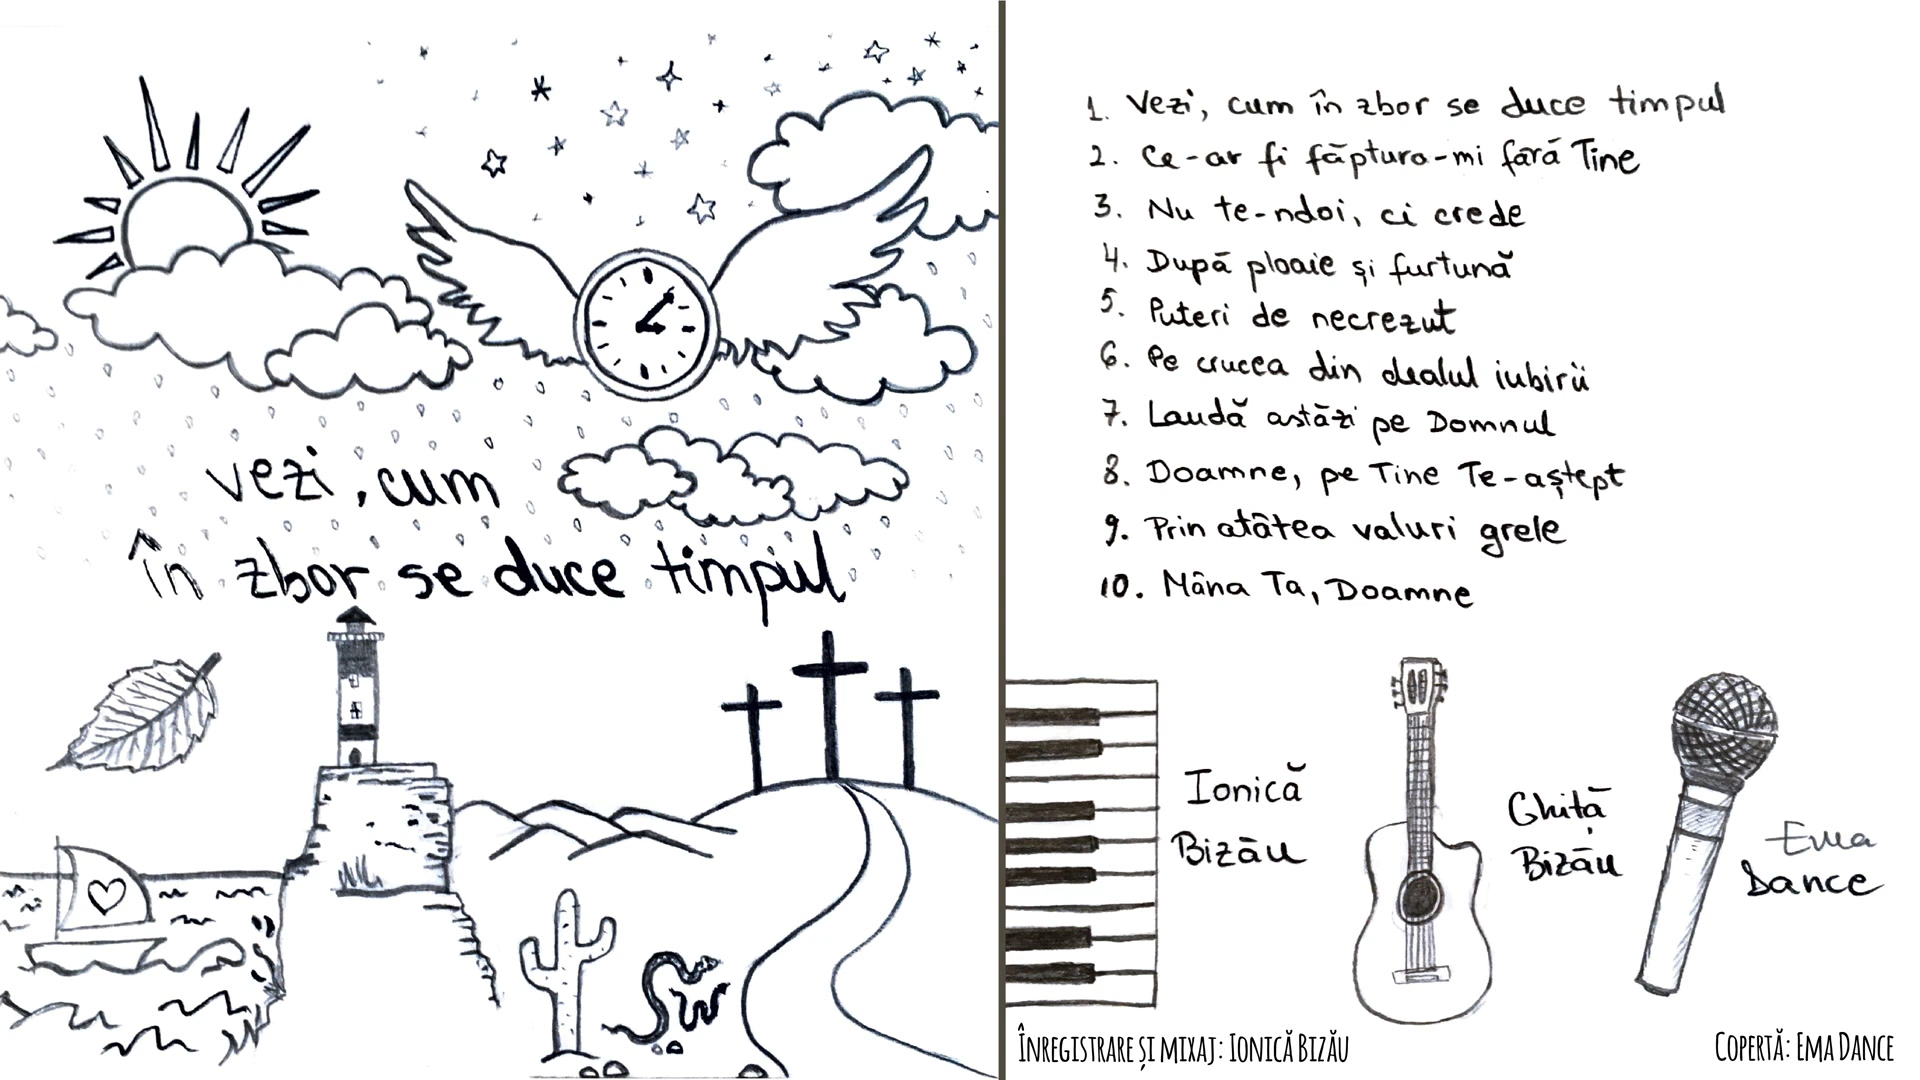 vezi, cum
în zbor se duce timpul
1. Vezi, cum în zbor se duce timpul
2. Ce-ar fi făptura-mi fără Tine
3. Nu te-ndoi, ci crede
4. După ploaie și furtună
5. Puteri de necrezut
6. Pe crucea din dealul iubirii
7. Laudă astăzi pe Domnul
8. Doamne, pe Tine Te-aștept
9. Prin atâtea valuri grele
10. Mâna Ta, Doamne
Ionică
Bizău
Ghiță
Bizău
Ema
Dance
Înregistrare și mixaj: Ionică Bizău
Copertă: Ema Dance